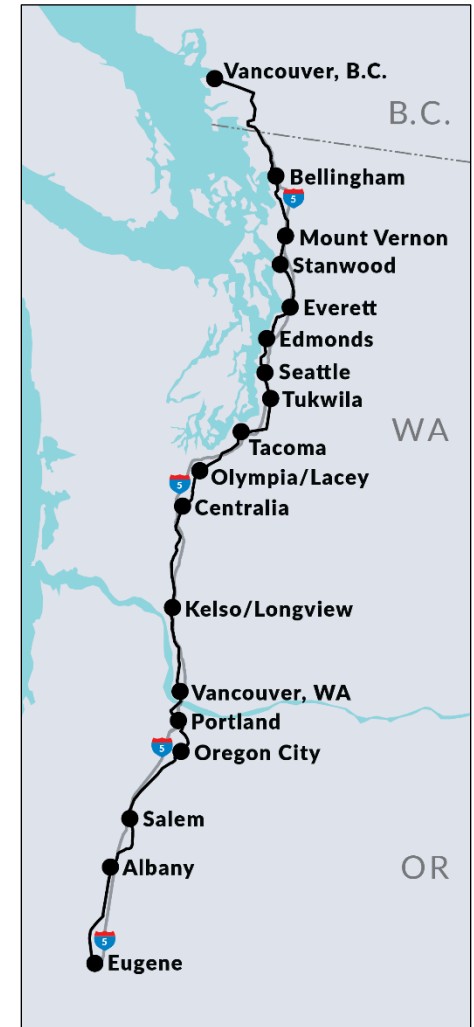 Vancouver, B.C.
B.C.
Bellingham
5
Mount Vernon
Stanwood
Everett
Edmonds
Seattle
Tukwila
WA
Tacoma
Olympia/Lacey
5
Centralia
Kelso/Longview
Vancouver, WA
Portland
5
Oregon City
Salem
Albany
OR
5
Eugene